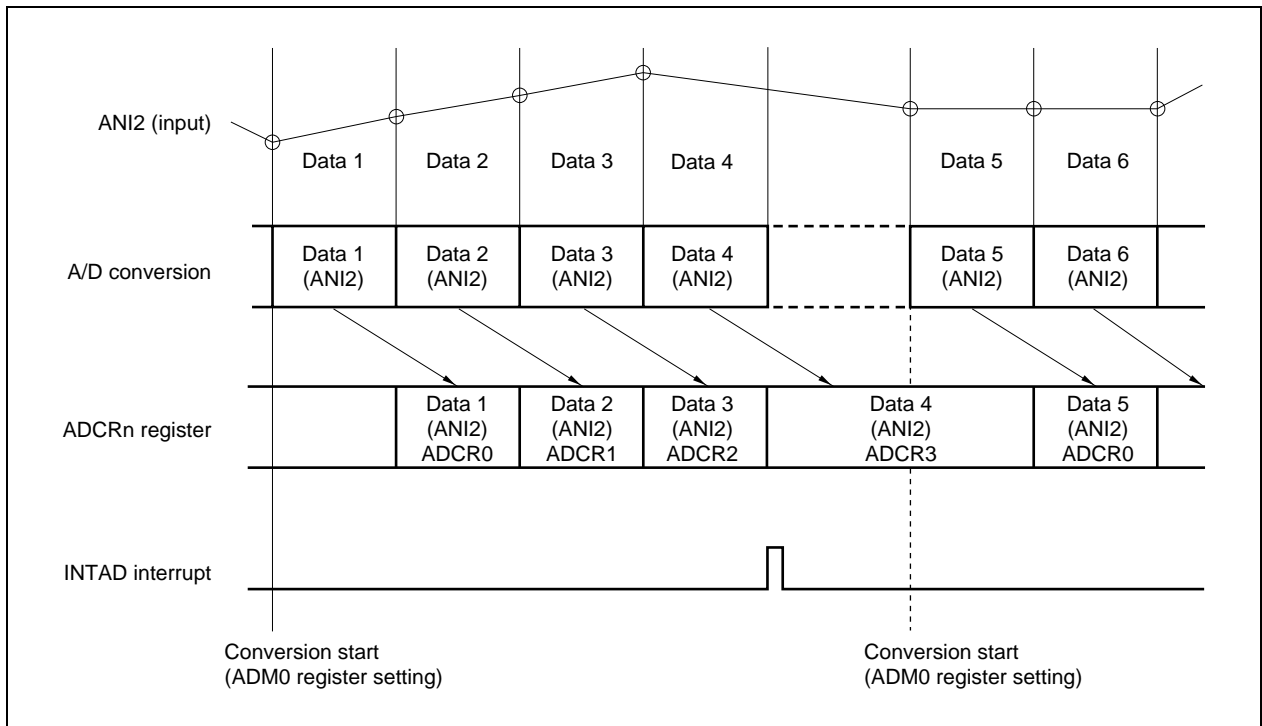 ANI2 (input)
Data 1
Data 2
Data 3
Data 4
Data 5
Data 6
A/D conversion
Data 1
(ANI2)
Data 2
(ANI2)
Data 3
(ANI2)
Data 4
(ANI2)
Data 5
(ANI2)
Data 6
(ANI2)
ADCRn register
Data 1
(ANI2)
ADCR0
Data 2
(ANI2)
ADCR1
Data 3
(ANI2)
ADCR2
Data 4
(ANI2)
ADCR3
Data 5
(ANI2)
ADCR0
INTAD interrupt
Conversion start
(ADM0 register setting)
Conversion start
(ADM0 register setting)